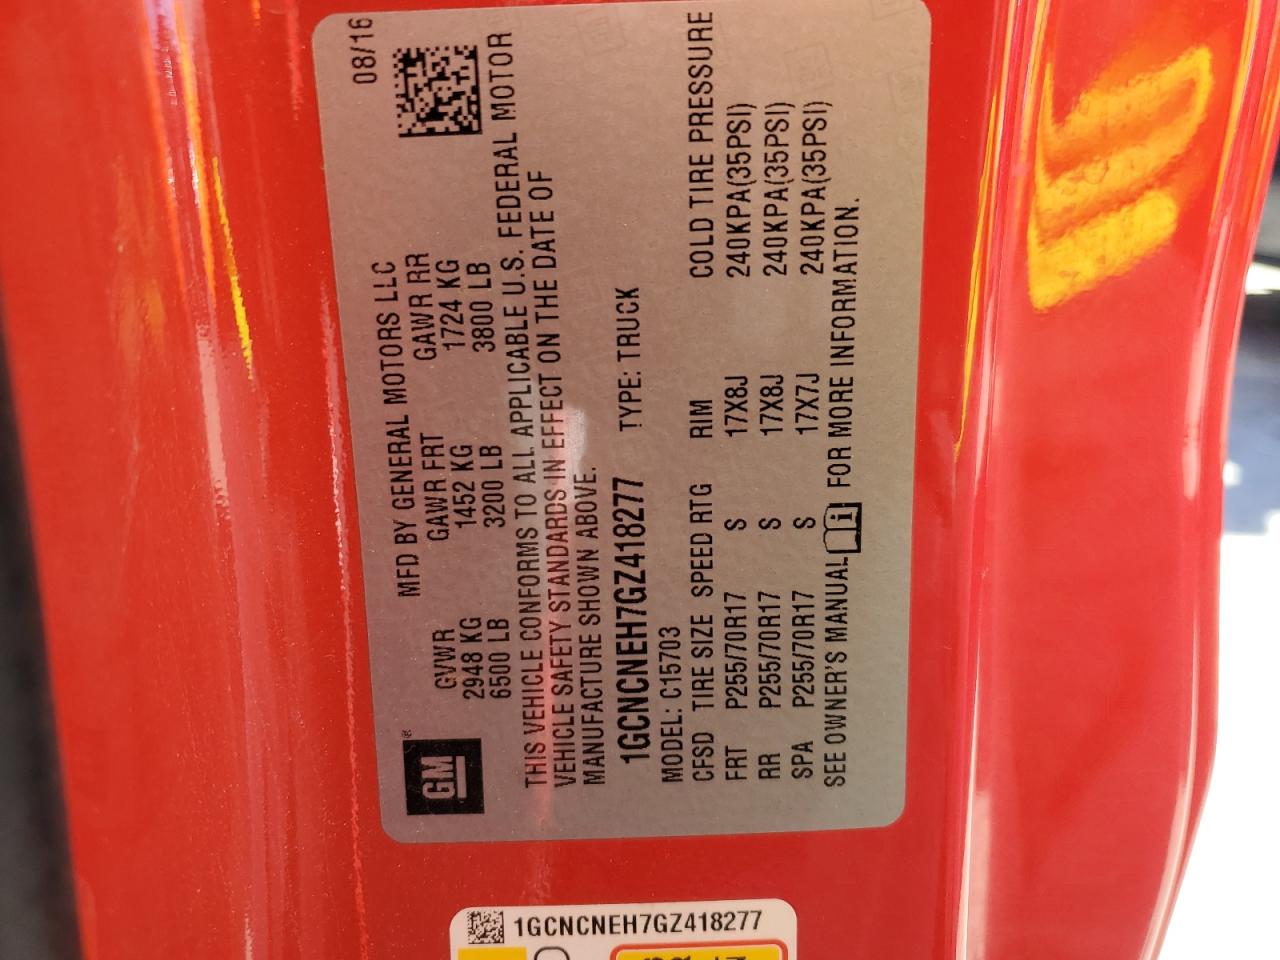 08/16
MFD BY GENERAL MOTORS LLC
GM®
GVWR GAWR FRT GAWR RR
2948 KG 1452 KG 1724 KG
6500 LB 3200 LB 3800 LB
THIS VEHICLE CONFORMS TO ALL APPLICABLE U.S. FEDERAL MOTOR
VEHICLE SAFETY STANDARDS IN EFFECT ON THE DATE OF
MANUFACTURE SHOWN ABOVE.
1GCNCNEH7GZ418277 TYPE: TRUCK
MODEL: C15703
CFSD TIRE SIZE SPEED RTG RIM COLD TIRE PRESSURE
FRT P255/70R17 S 17X8J 240KPA(35PSI)
RR P255/70R17 S 17X8J 240KPA(35PSI)
SPA P255/70R17 S 17X7J 240KPA(35PSI)
SEE OWNER'S MANUAL i FOR MORE INFORMATION.
1GCNCNEH7GZ418277